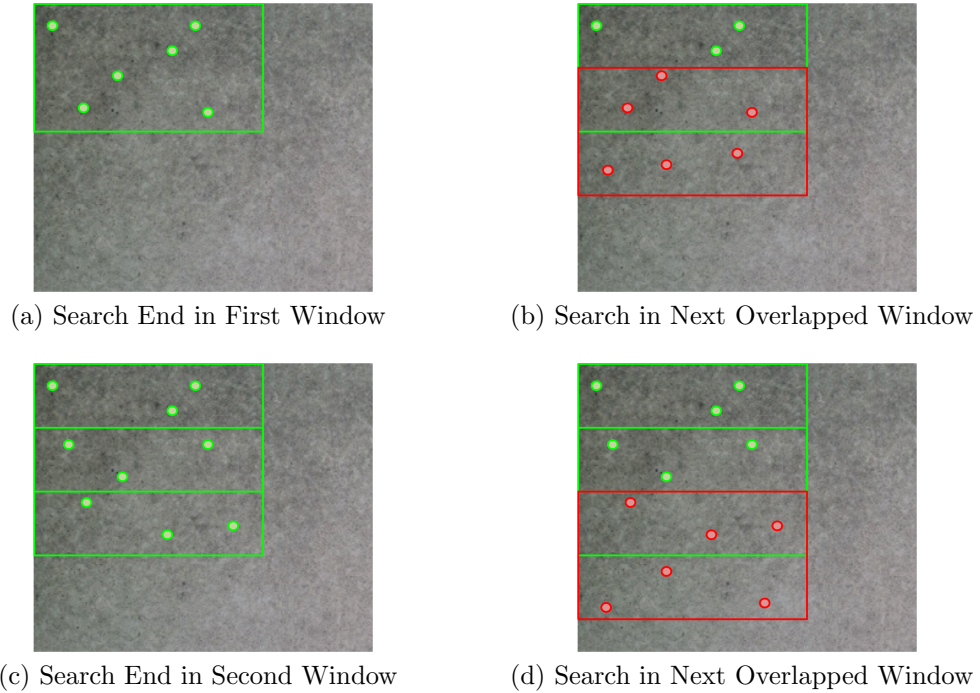 (a) Search End in First Window
(b) Search in Next Overlapped Window
(c) Search End in Second Window
(d) Search in Next Overlapped Window